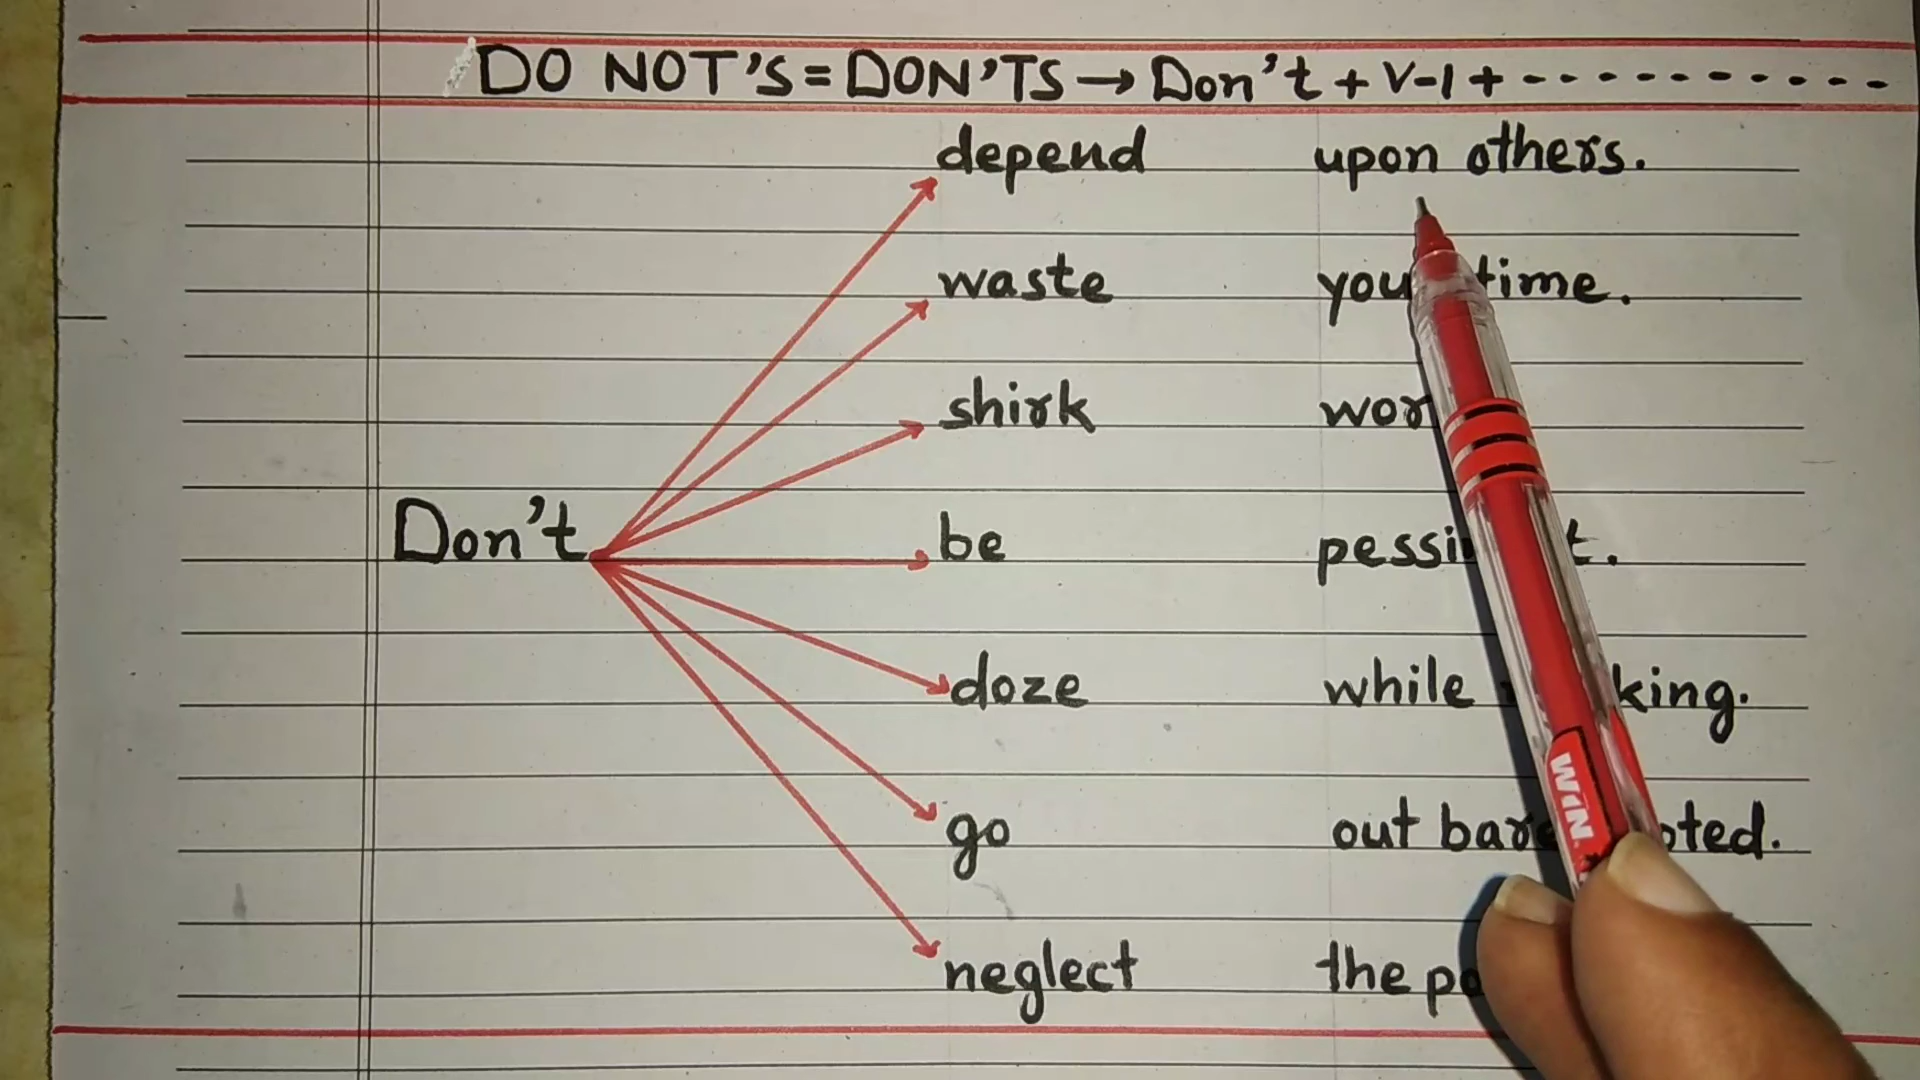 DO NOT'S = DON'TS → Don't + V-1 + - - - - - - - - - - -
depend upon others.
waste time.
shirk
Don't be
doze while
go out
neglect the
WIN